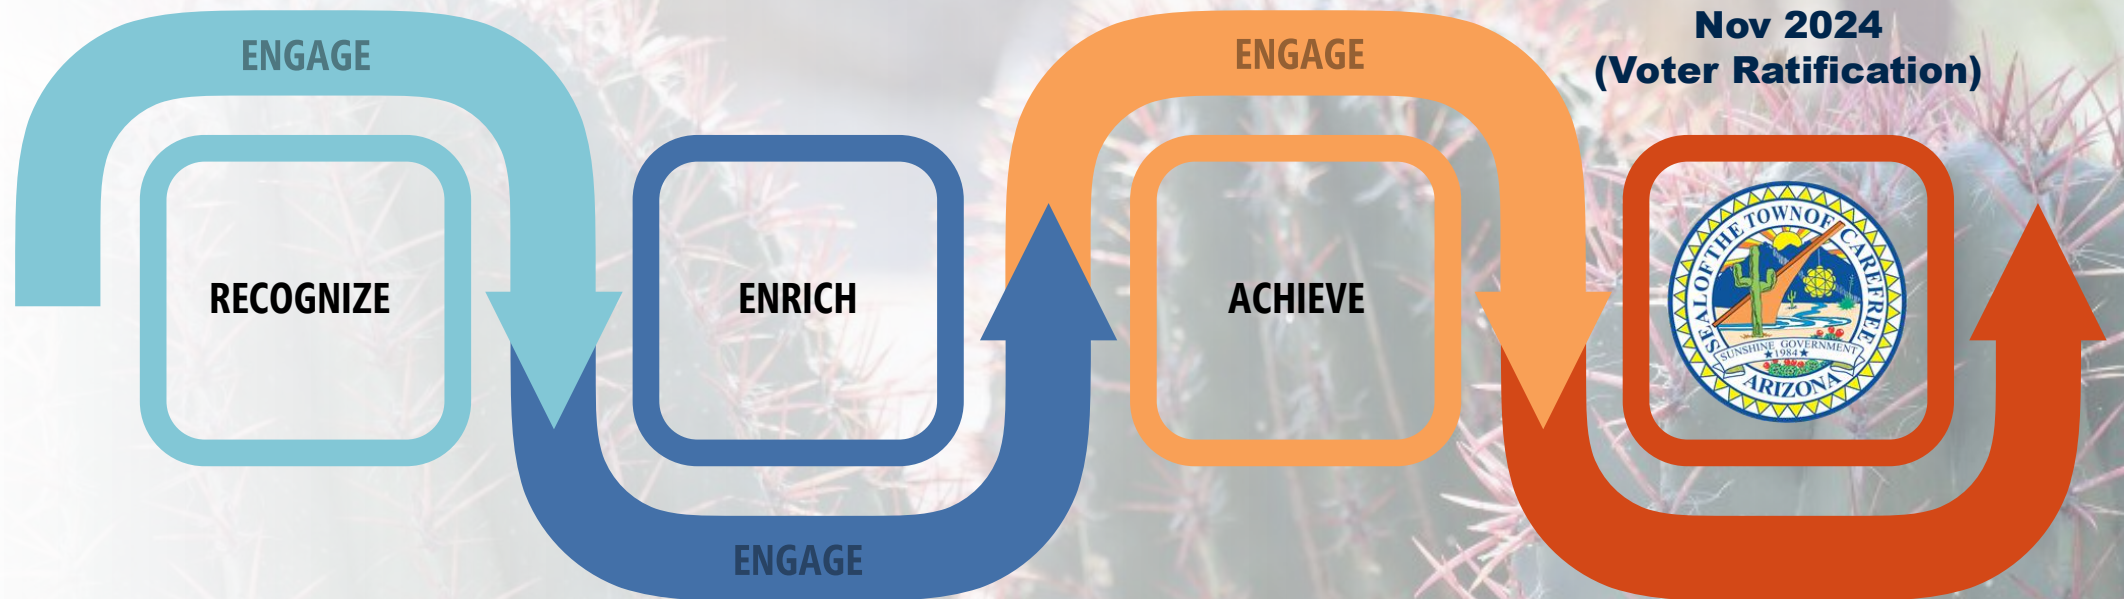 ENGAGE
RECOGNIZE
ENRICH
ENGAGE
ENGAGE
ACHIEVE
Nov 2024
(Voter Ratification)
SEAL OF THE TOWN OF CAREFREE
SUNSHINE GOVERNMENT
★1984★
ARIZONA